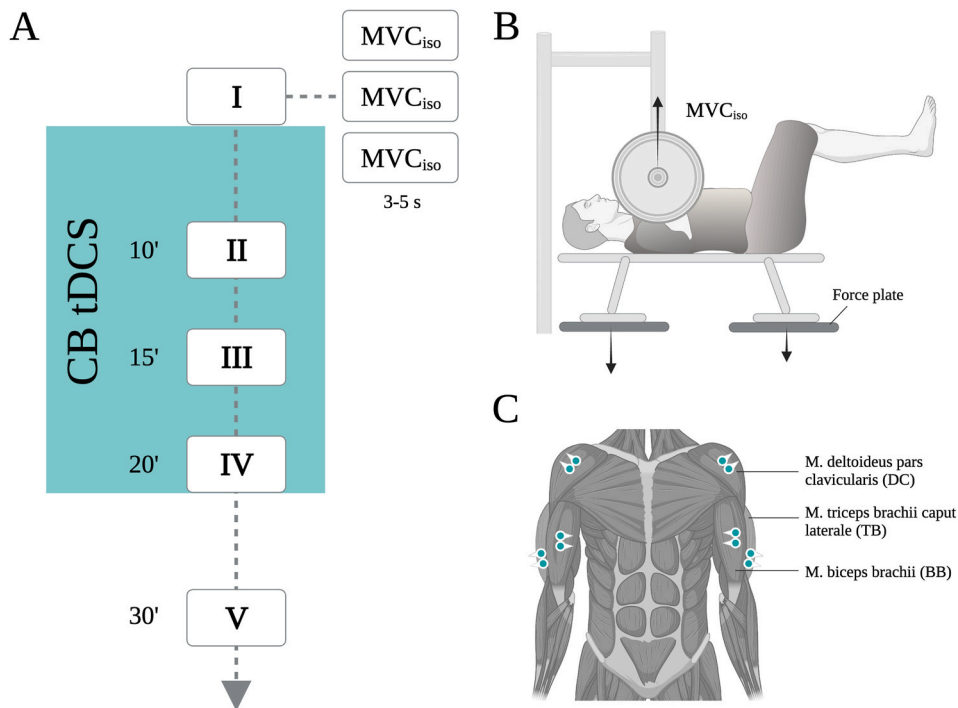 A
I
MVCiso
MVCiso
MVCiso
3-5 s
CB tDCS
10'
II
15'
III
20'
IV
30'
V
B
MVCiso
Force plate
C
M. deltoideus pars
clavicularis (DC)
M. triceps brachii caput
laterale (TB)
M. biceps brachii (BB)